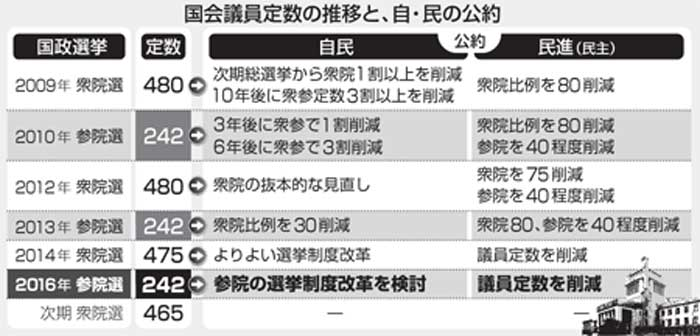 国会議員定数の推移と、自・民の公約
国政選挙 定数 自民 公約 民進(民主)
2009年 衆院選 480 次期総選挙から衆院1割以上を削減 衆院比例を80削減
10年後に衆参定数3割以上を削減
2010年 参院選 242 3年後に衆参で1割削減 衆院比例を80削減
6年後に衆参で3割削減 参院を40程度削減
2012年 衆院選 480 衆院の抜本的な見直し 衆院を75削減
参院を40程度削減
2013年 参院選 242 衆院比例を30削減 衆院80、参院を40程度削減
2014年 衆院選 475 よりよい選挙制度改革 議員定数を削減
2016年 参院選 242 参院の選挙制度改革を検討 議員定数を削減
次期 衆院選 465 ― ―